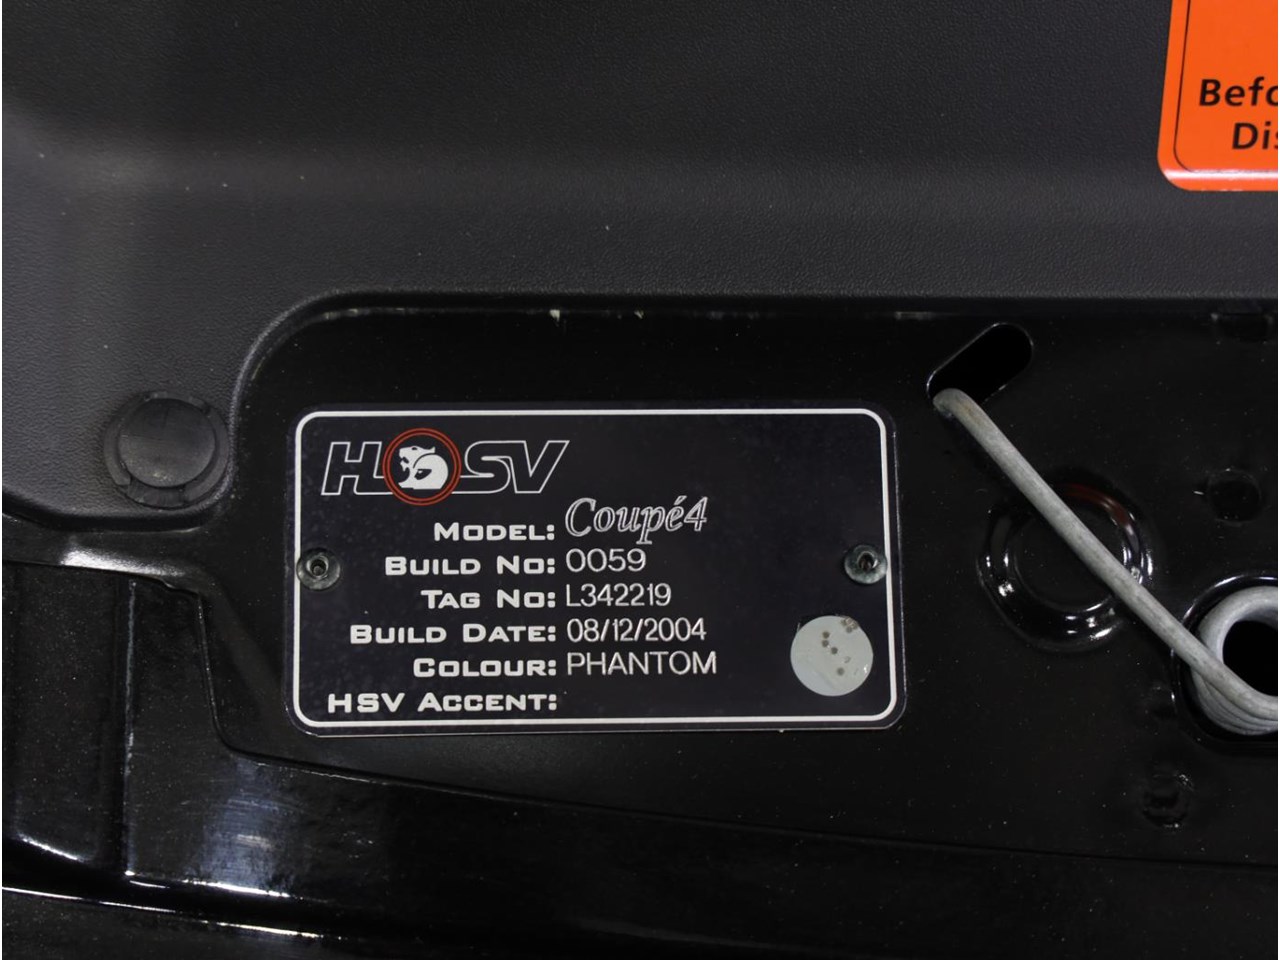 Befo
Dis
HSV
MODEL: Coupé4
BUILD NO: 0059
TAG NO: L342219
BUILD DATE: 08/12/2004
COLOUR: PHANTOM
HSV ACCENT: